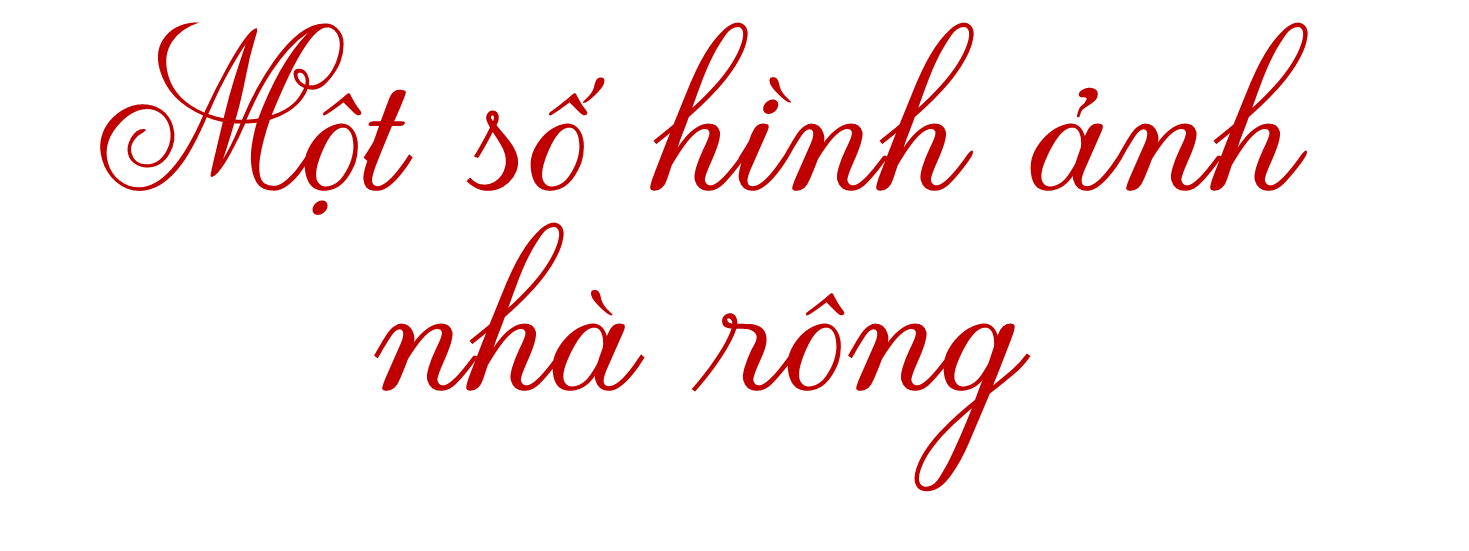 Một số hình ảnh
nhà rông